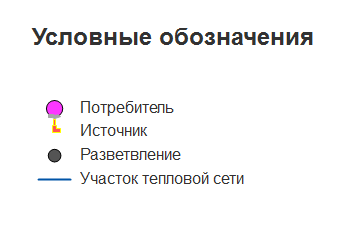 Условные обозначения
Потребитель
Источник
Разветвление
Участок тепловой сети